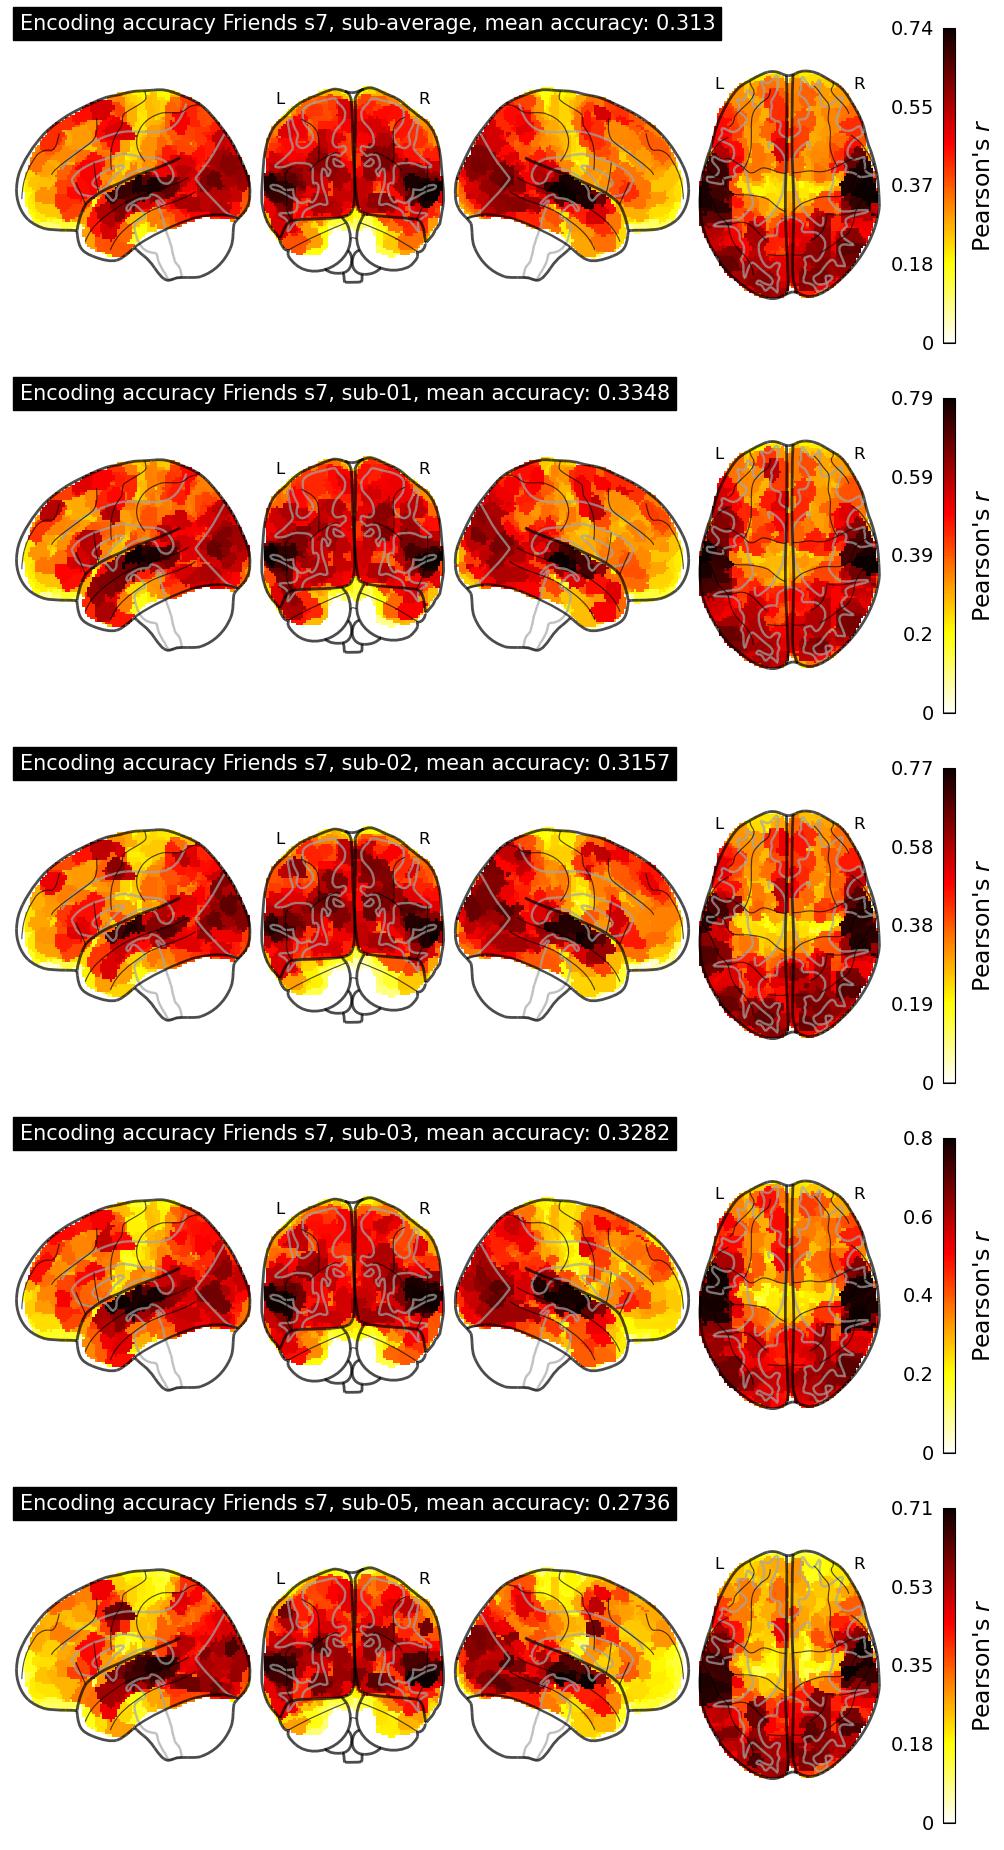 Encoding accuracy Friends s7, sub-average, mean accuracy: 0.313
L R L R
0.74
0.55
0.37
0.18
0
Pearson's r
Encoding accuracy Friends s7, sub-01, mean accuracy: 0.3348
L R L R
0.79
0.59
0.39
0.2
0
Pearson's r
Encoding accuracy Friends s7, sub-02, mean accuracy: 0.3157
L R L R
0.77
0.58
0.38
0.19
0
Pearson's r
Encoding accuracy Friends s7, sub-03, mean accuracy: 0.3282
L R L R
0.8
0.6
0.4
0.2
0
Pearson's r
Encoding accuracy Friends s7, sub-05, mean accuracy: 0.2736
L R L R
0.71
0.53
0.35
0.18
0
Pearson's r